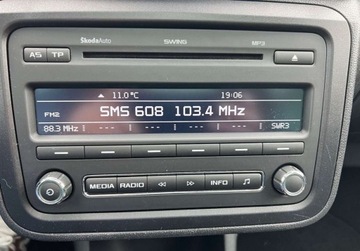 ŠkodaAuto SWING MP3
AS TP
11.0°C 19:06
SMS 608 103.4 MHz
FM2
88.3 MHz --- --- --- --- SWR3
MEDIA RADIO INFO